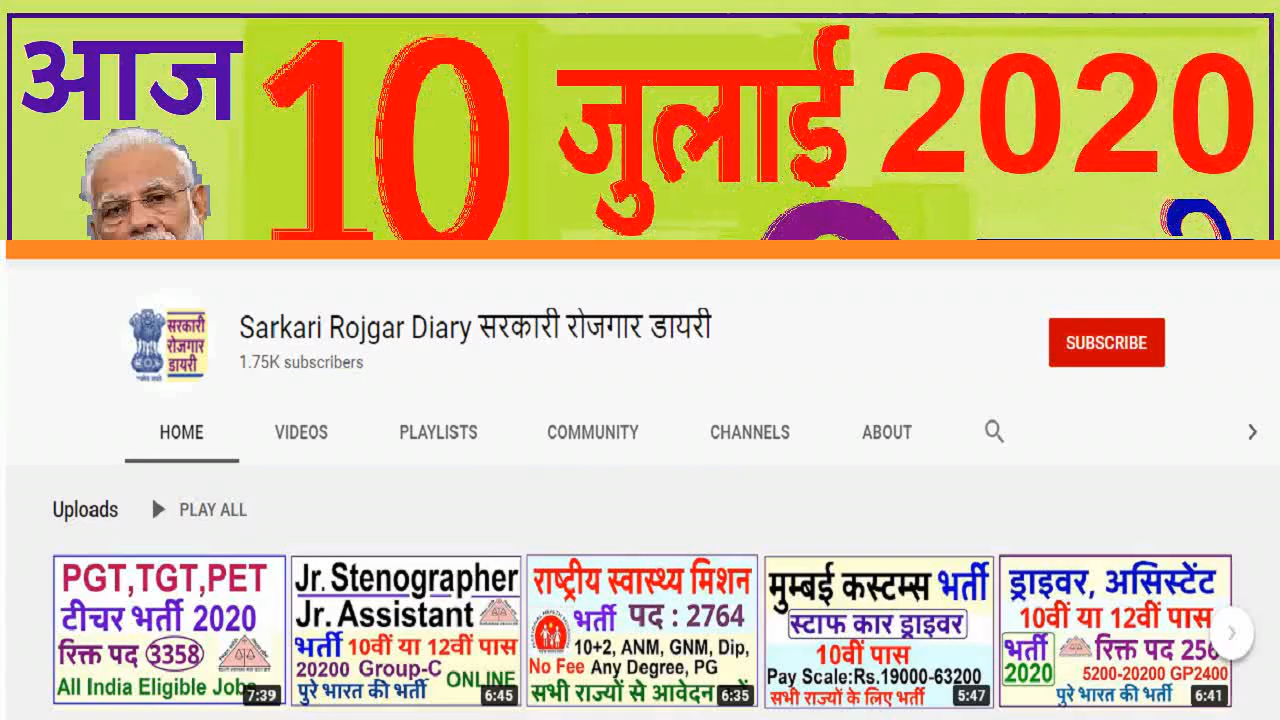 आज 10 जुलाई 2020
सरकारी
रोजगार
डायरी
Sarkari Rojgar Diary सरकारी रोजगार डायरी
1.75K subscribers
SUBSCRIBE
HOME VIDEOS PLAYLISTS COMMUNITY CHANNELS ABOUT
Uploads PLAY ALL
PGT,TGT,PET
टीचर भर्ती 2020
रिक्त पद 3358
All India Eligible Jobs
7:39
Jr. Stenographer
Jr. Assistant
भर्ती 10वीं या 12वीं पास
20200 Group-C ONLINE
पुरे भारत की भर्ती
6:45
राष्ट्रीय स्वास्थ्य मिशन
भर्ती पद : 2764
10+2, ANM, GNM, Dip,
No Fee Any Degree, PG
सभी राज्यों से आवेदन
6:35
मुम्बई कस्टम्स भर्ती
स्टाफ कार ड्राइवर
10वीं पास
Pay Scale:Rs.19000-63200
सभी राज्यों के लिए भर्ती
5:47
ड्राइवर, असिस्टेंट
10वीं या 12वीं पास
भर्ती 2020
रिक्त पद 256
5200-20200 GP2400
पुरे भारत की भर्ती
6:41